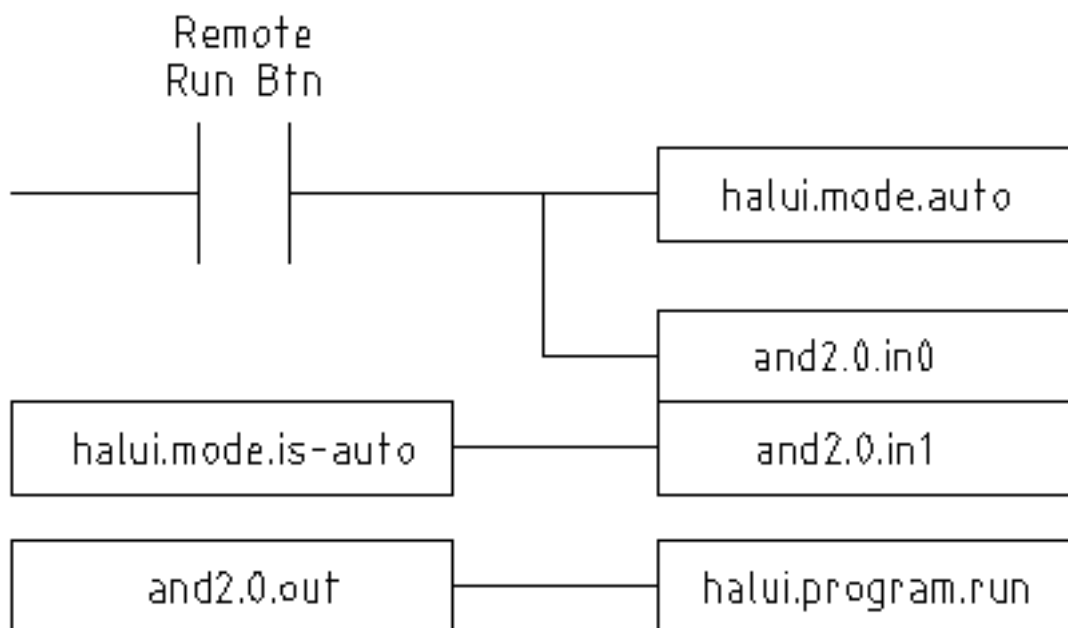 Remote
Run Btn
halui.mode.auto
and2.0.in0
halui.mode.is-auto
and2.0.in1
and2.0.out
halui.program.run